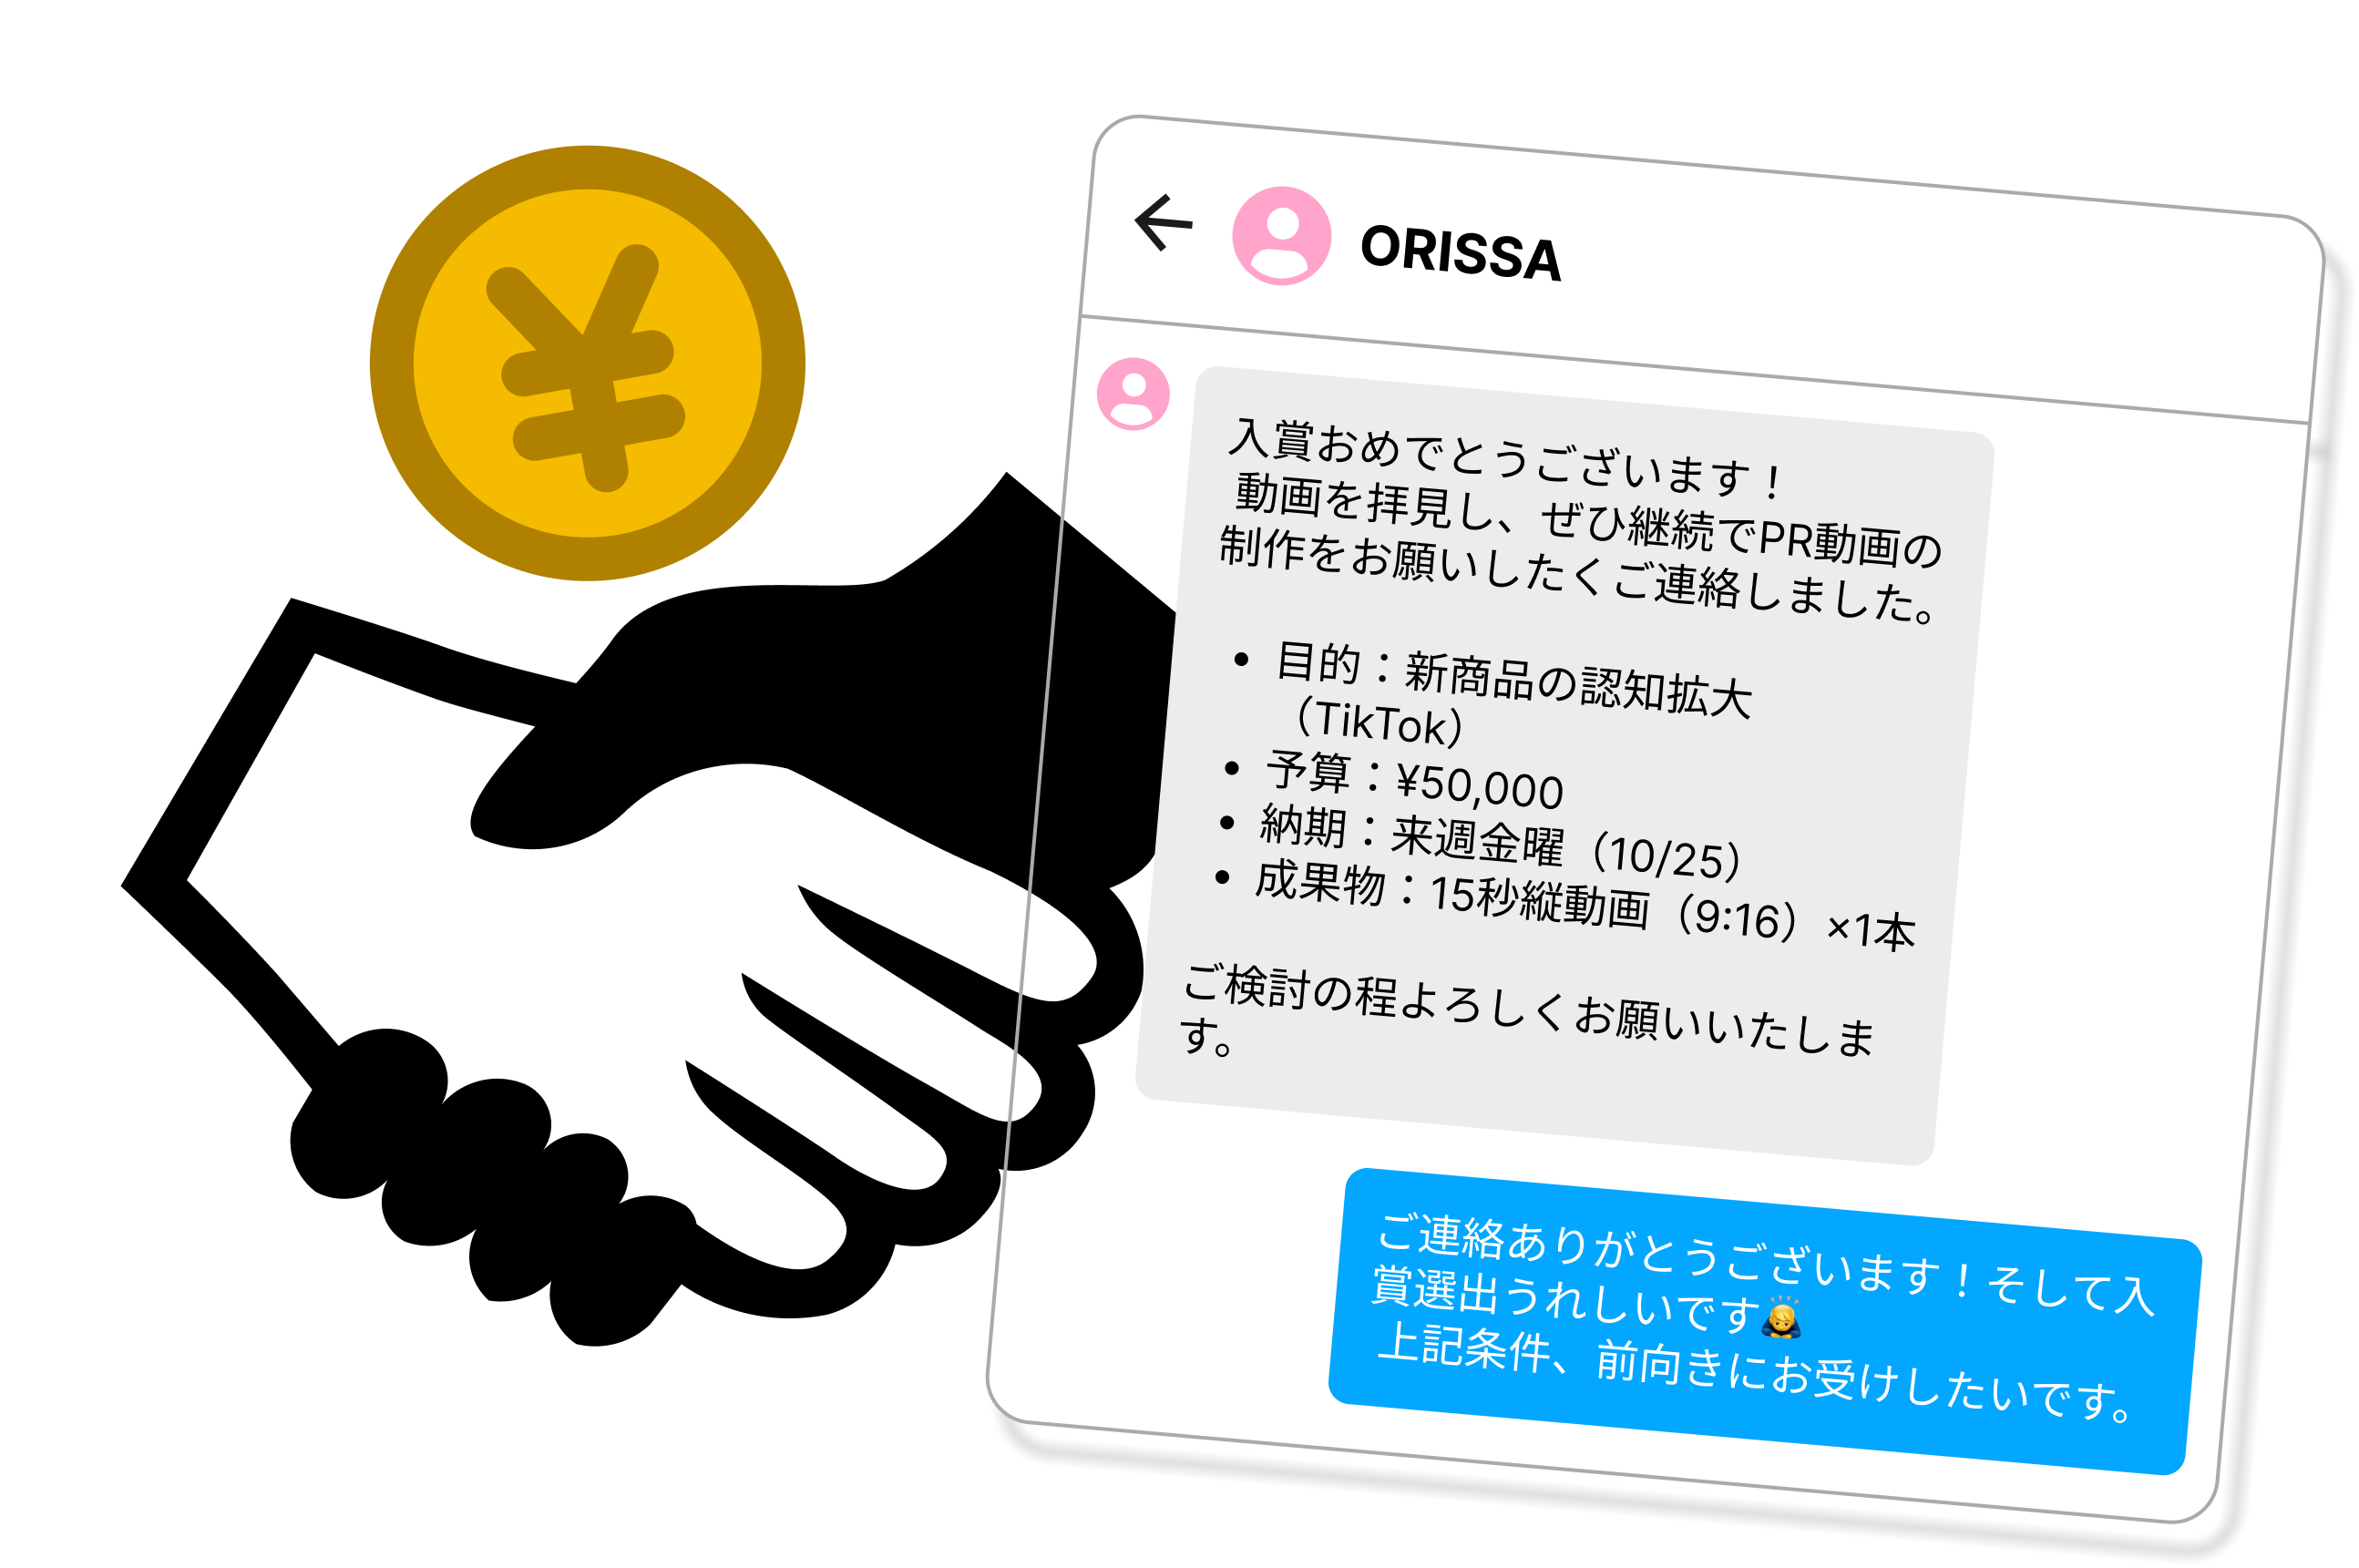 ORISSA
入賞おめでとうございます！
動画を拝見し、ぜひ継続でPR動画の
制作をお願いしたくご連絡しました。
• 目的：新商品の認知拡大
（TikTok）
• 予算：¥50,000
• 納期：来週金曜（10/25）
• 成果物：15秒縦動画（9:16）×1本
ご検討の程よろしくお願いいたしま
す。
ご連絡ありがとうございます！そして入
賞選出うれしいです🙇
上記条件、前向きにお受けしたいです。